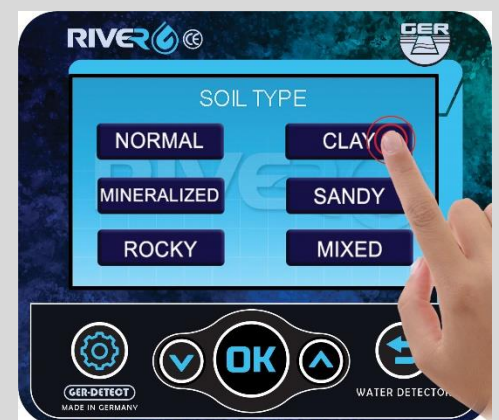 RIVER G CE
GER
SOIL TYPE
NORMAL
CLAY
MINERALIZED
SANDY
ROCKY
MIXED
OK
GER-DETECT
MADE IN GERMANY
WATER DETECTOR